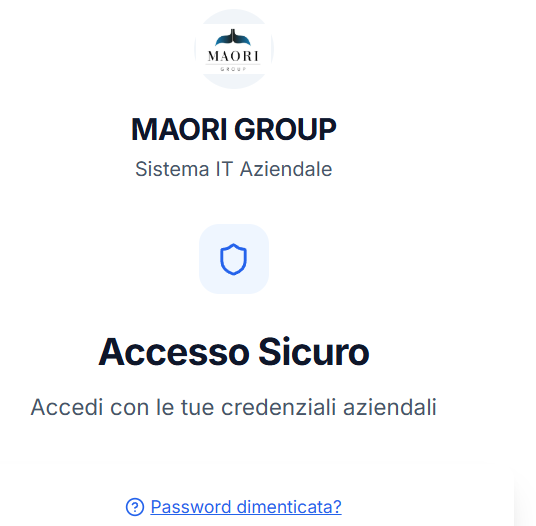 MAORI
GROUP
MAORI GROUP
Sistema IT Aziendale
Accesso Sicuro
Accedi con le tue credenziali aziendali
Password dimenticata?